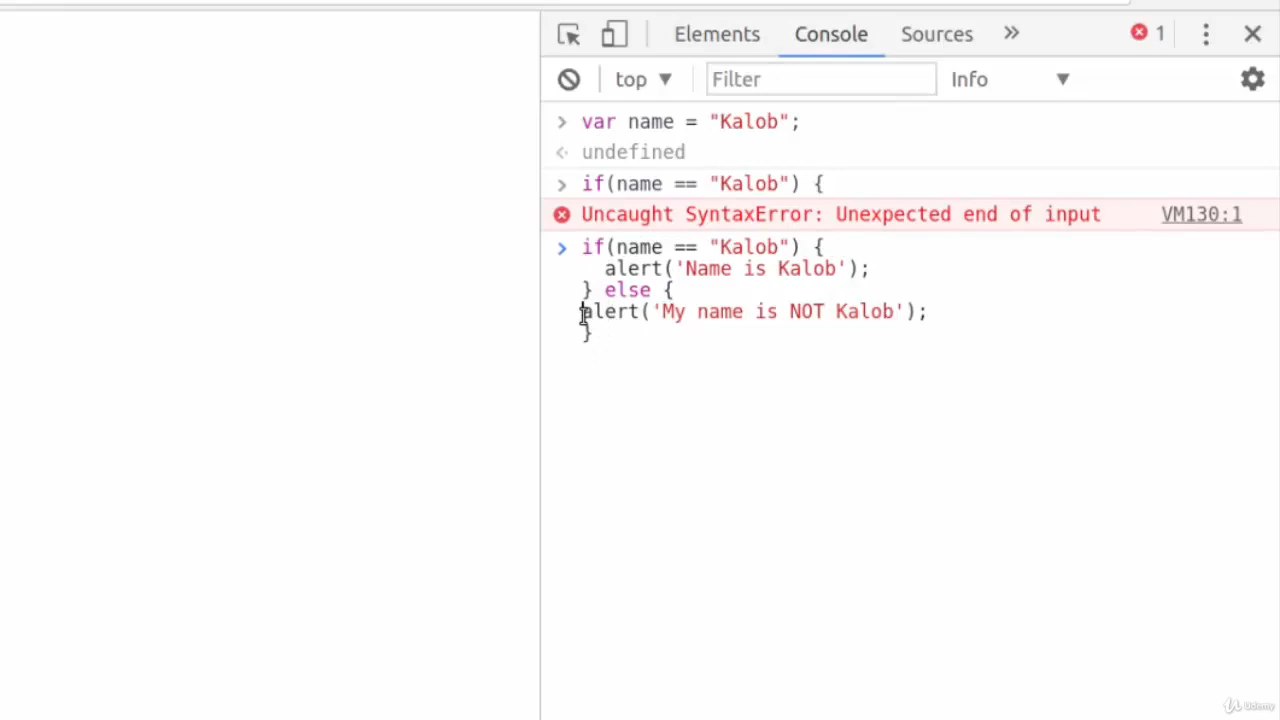 Elements Console Sources » 1
top ▼ Filter Info ▼
> var name = "Kalob";
undefined
> if(name == "Kalob") {
Uncaught SyntaxError: Unexpected end of input VM130:1
> if(name == "Kalob") {
alert('Name is Kalob');
} else {
alert('My name is NOT Kalob');
}
Udemy